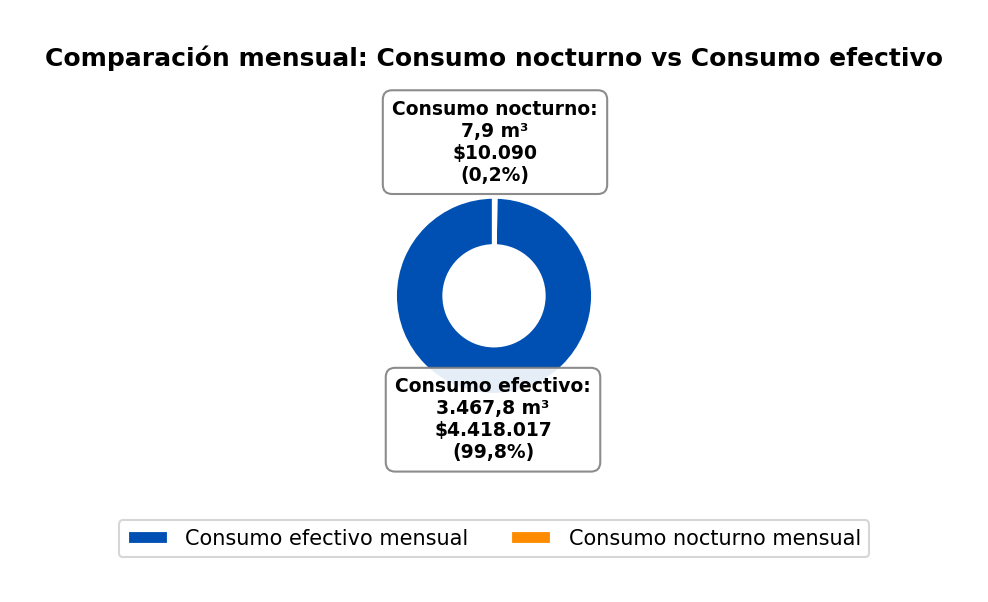 Comparación mensual: Consumo nocturno vs Consumo efectivo
Consumo nocturno:
7,9 m³
$10.090
(0,2%)
Consumo efectivo:
3.467,8 m³
$4.418.017
(99,8%)
Consumo efectivo mensual
Consumo nocturno mensual